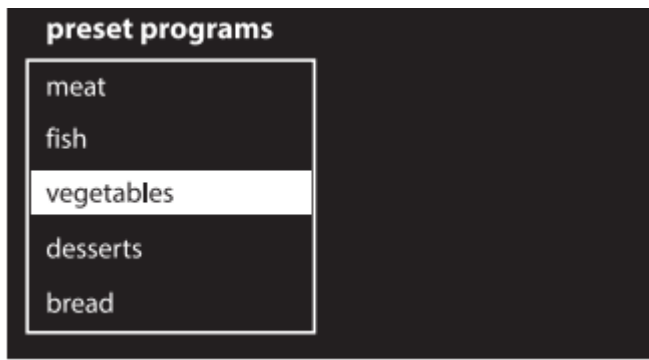 preset programs
meat
fish
vegetables
desserts
bread